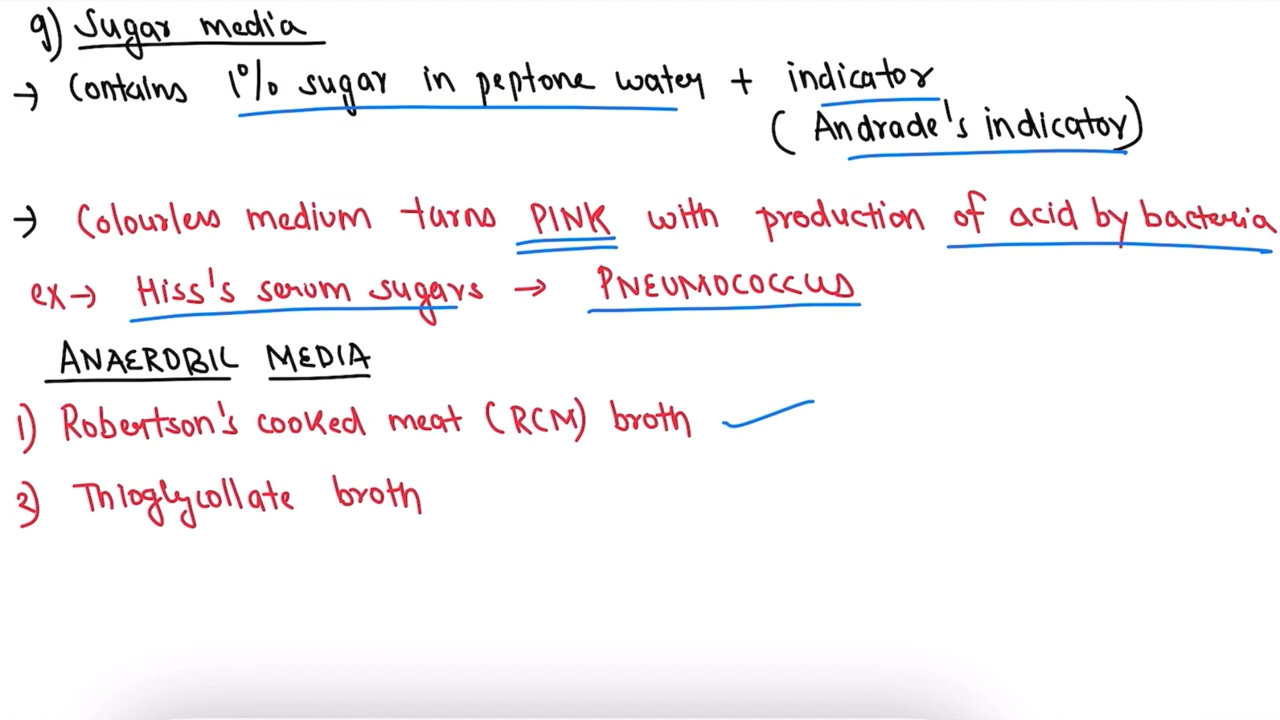 g) Sugar media
→ Contains 1% sugar in peptone water + indicator
( Andrade's indicator)
→ Colourless medium turns PINK with production of acid by bacteria
ex → Hiss's serum sugars → PNEUMOCOCCUS
ANAEROBIC MEDIA
1) Robertson's cooked meat (RCM) broth
2) Thioglycollate broth